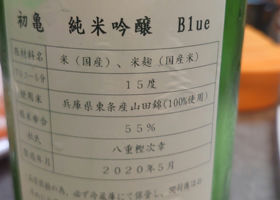 初亀 純米吟醸 Blue
原材料名 米（国産）、米麹（国産米）
アルコール分 15度
使用米 兵庫県東条産山田錦(100%使用)
精米歩合 55%
杜氏 八重樫次幸
製造年月 2020年5月